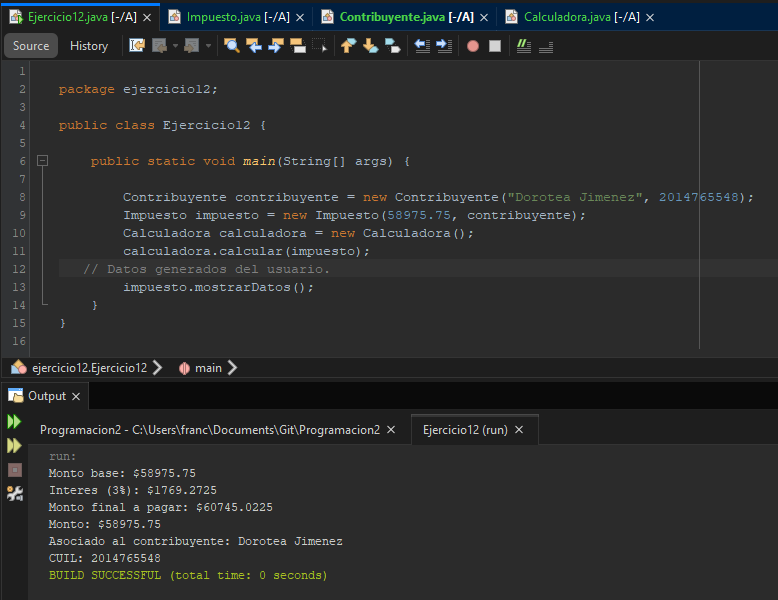 Ejercicio12.java [-/A] Impuesto.java [-/A] Contribuyente.java [-/A] Calculadora.java [-/A]
Source History
1
2 package ejercicio12;
3
4 public class Ejercicio12 {
5
6 public static void main(String[] args) {
7
8 Contribuyente contribuyente = new Contribuyente("Dorotea Jimenez", 2014765548);
9 Impuesto impuesto = new Impuesto(58975.75, contribuyente);
10 Calculadora calculadora = new Calculadora();
11 calculadora.calcular(impuesto);
12 // Datos generados del usuario.
13 impuesto.mostrarDatos();
14 }
15 }
16
ejercicio12.Ejercicio12 main
Output
Programacion2 - C:\Users\franc\Documents\Git\Programacion2 Ejercicio12 (run)
run:
Monto base: $58975.75
Interes (3%): $1769.2725
Monto final a pagar: $60745.0225
Monto: $58975.75
Asociado al contribuyente: Dorotea Jimenez
CUIL: 2014765548
BUILD SUCCESSFUL (total time: 0 seconds)